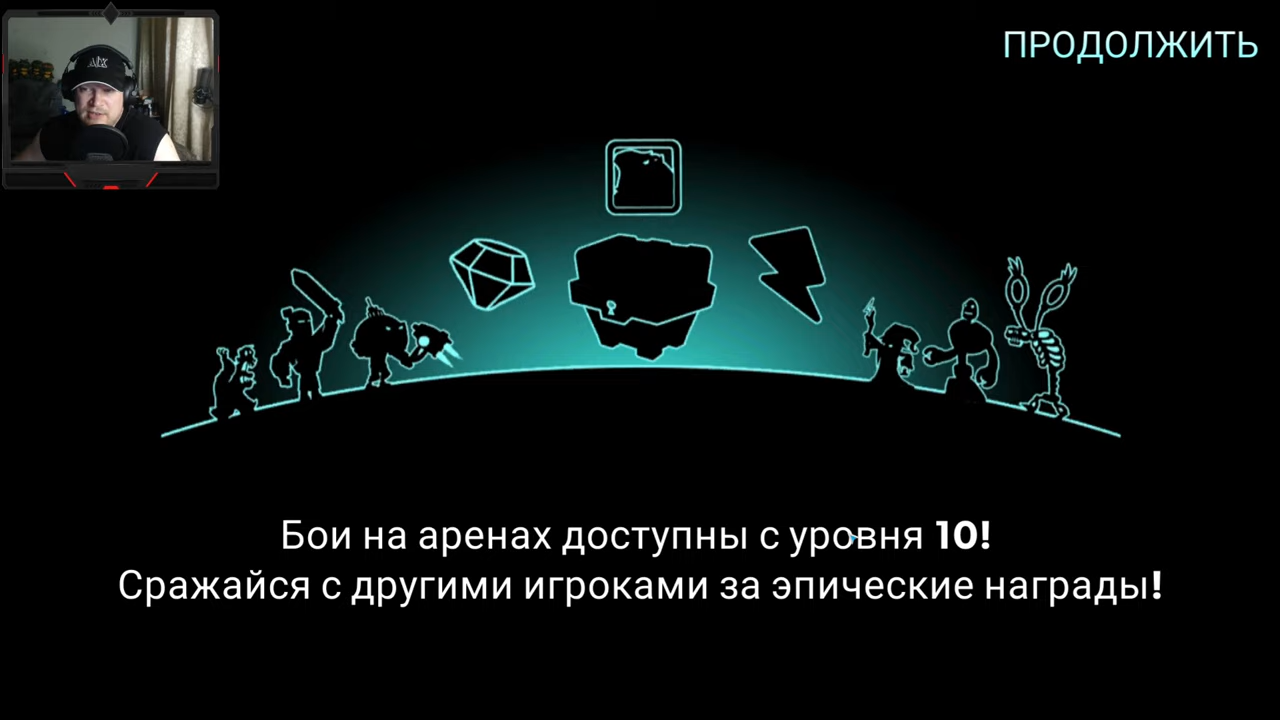 ПРОДОЛЖИТЬ
Бои на аренах доступны с уровня 10!
Сражайся с другими игроками за эпические награды!